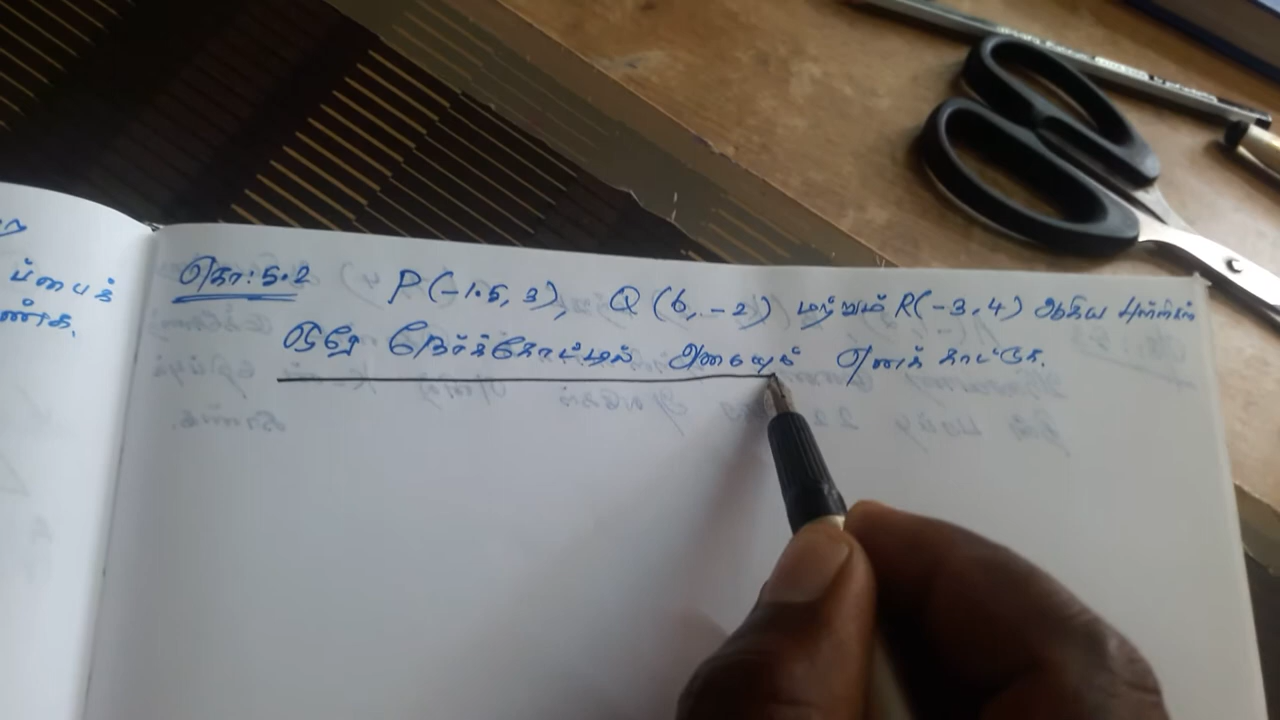 ப்பைக்
ண்க.
எ.கா: 5.2 P(-1.5, 3), Q (6, -2) மற்றும் R(-3, 4) ஆகிய புள்ளிகள்
ஒரே நேர்க்கோட்டில் அமையும் எனக் காட்டுக.